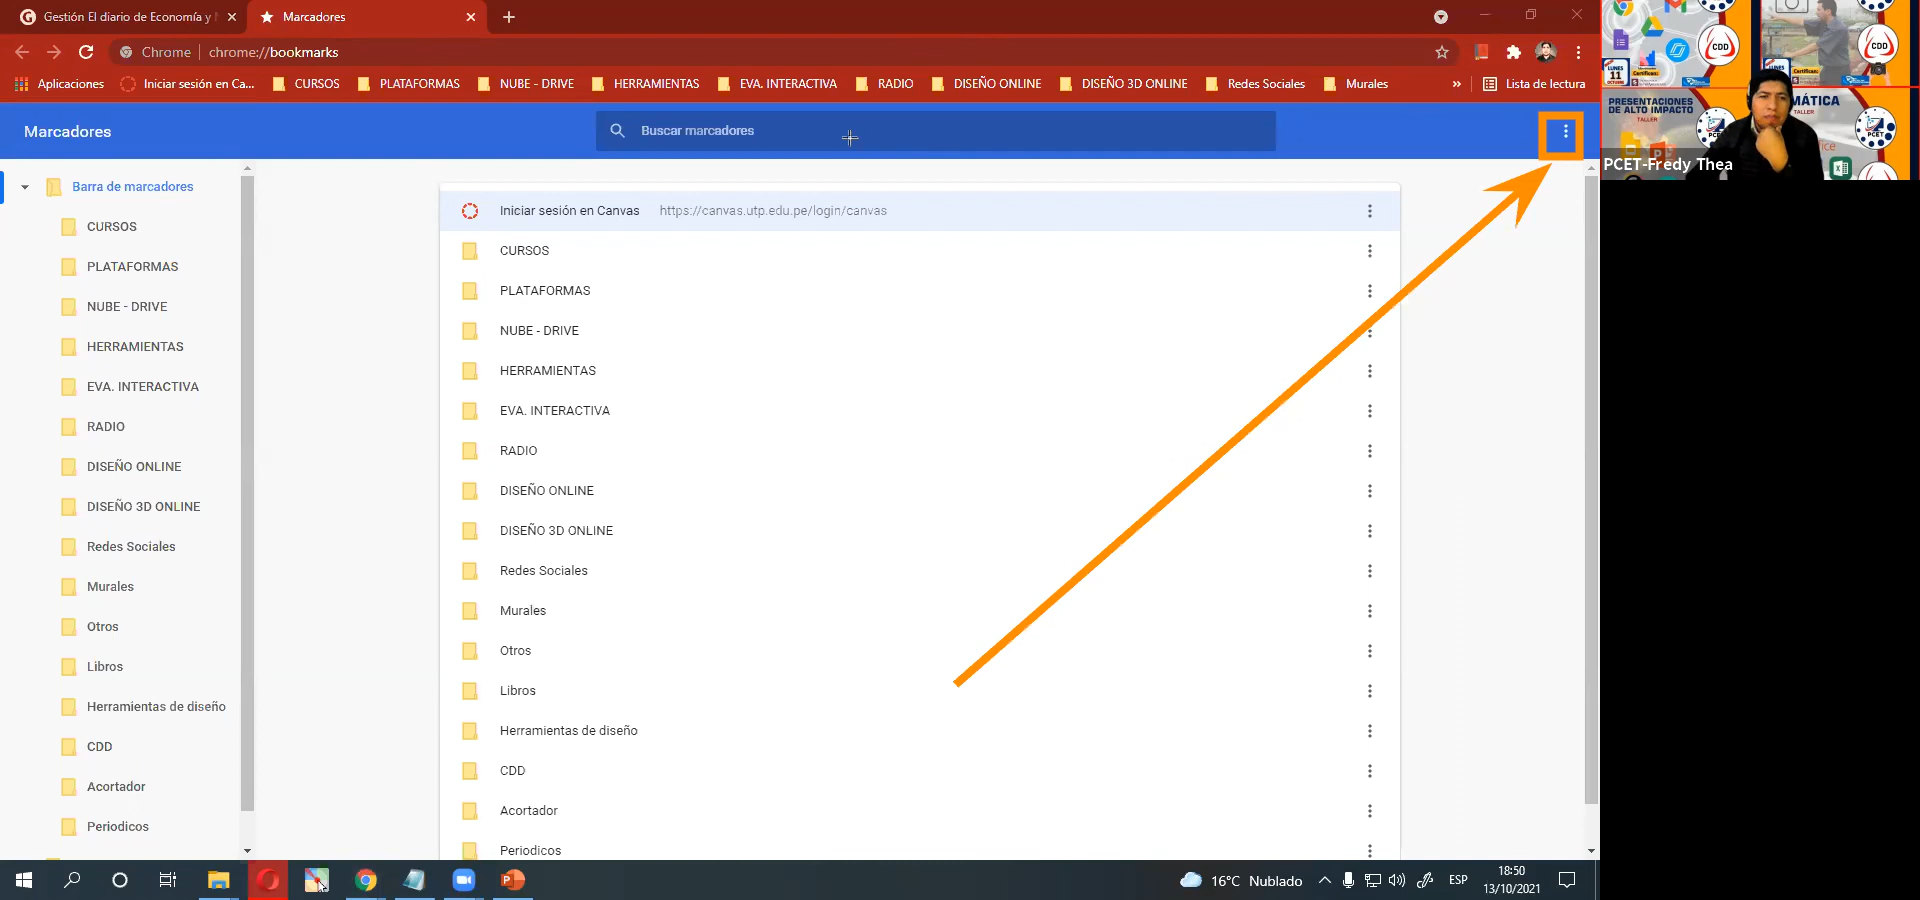 Gestión El diario de Economía y
Marcadores
Chrome
chrome://bookmarks
Aplicaciones
Iniciar sesión en Ca...
CURSOS
PLATAFORMAS
NUBE - DRIVE
HERRAMIENTAS
EVA. INTERACTIVA
RADIO
DISEÑO ONLINE
DISEÑO 3D ONLINE
Redes Sociales
Murales
»
Lista de lectura
Marcadores
Buscar marcadores
Barra de marcadores
CURSOS
PLATAFORMAS
NUBE - DRIVE
HERRAMIENTAS
EVA. INTERACTIVA
RADIO
DISEÑO ONLINE
DISEÑO 3D ONLINE
Redes Sociales
Murales
Otros
Libros
Herramientas de diseño
CDD
Acortador
Periodicos
Iniciar sesión en Canvas https://canvas.utp.edu.pe/login/canvas
CURSOS
PLATAFORMAS
NUBE - DRIVE
HERRAMIENTAS
EVA. INTERACTIVA
RADIO
DISEÑO ONLINE
DISEÑO 3D ONLINE
Redes Sociales
Murales
Otros
Libros
Herramientas de diseño
CDD
Acortador
Periodicos
CDD
CDD
LUNES
11
PRESENTACIONES
DE ALTO IMPACTO
TALLER
MÁTICA
TALLER
PCET-Fredy Thea
16°C Nublado
ESP
18:50
13/10/2021